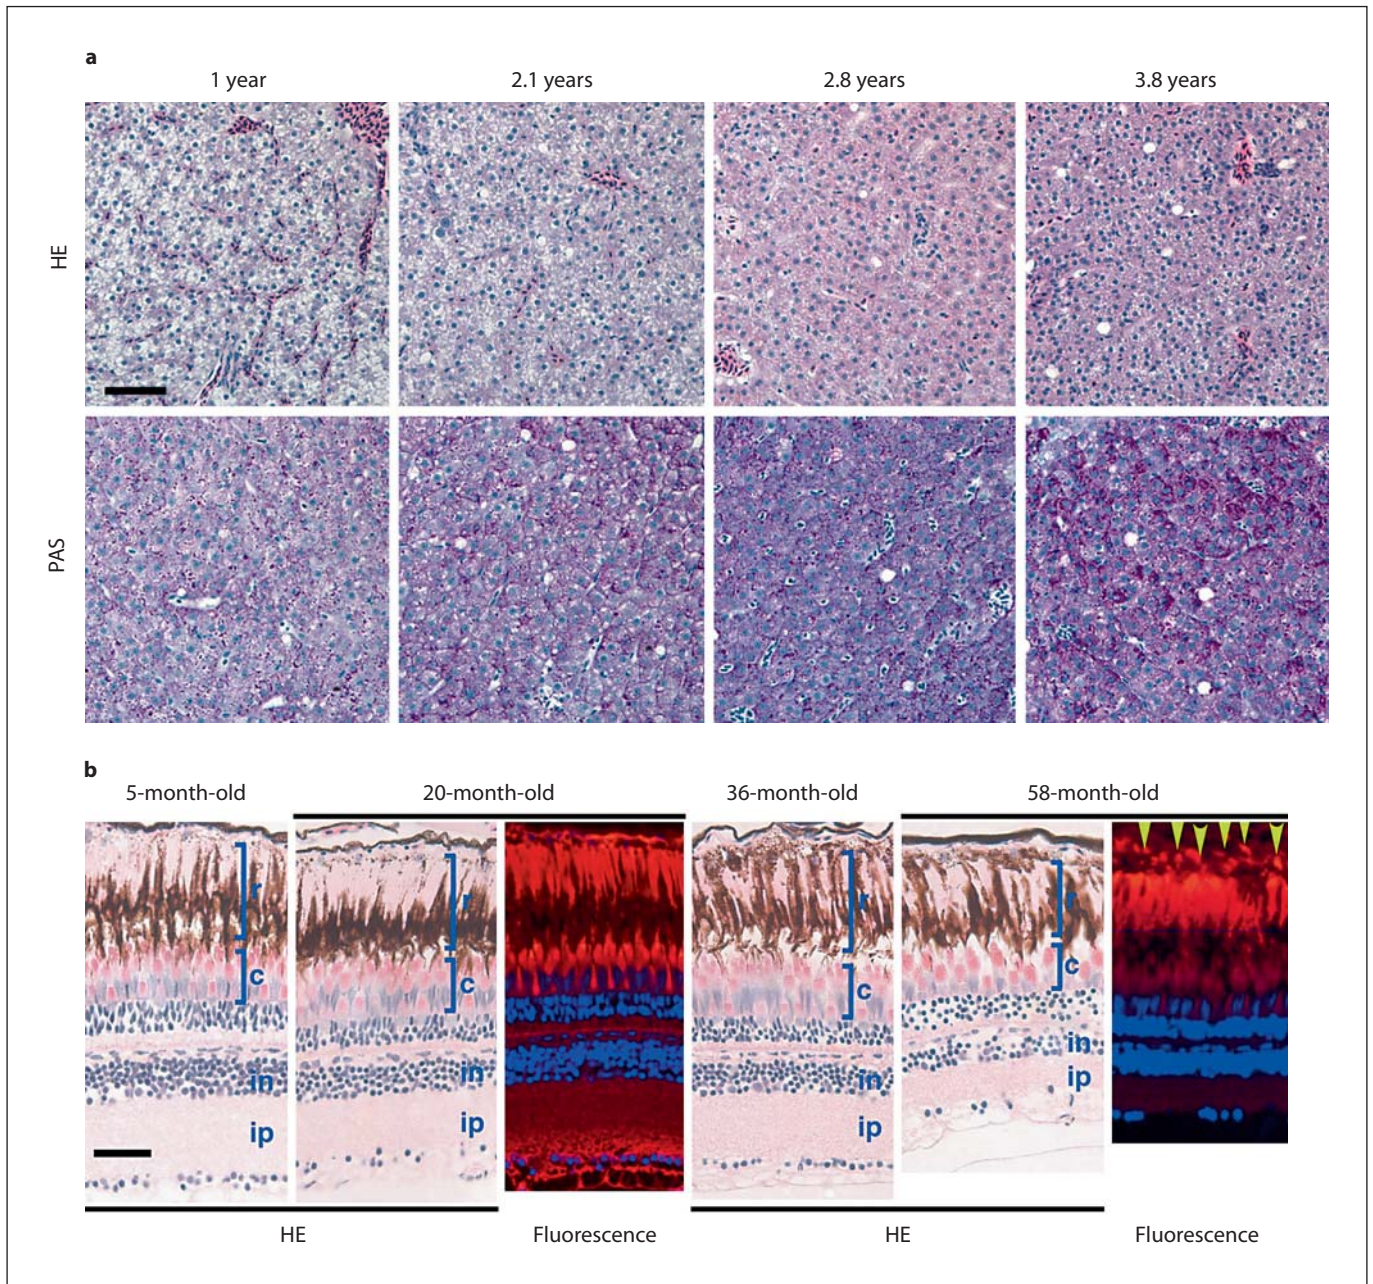 a
1 year 2.1 years 2.8 years 3.8 years
HE
PAS
b
5-month-old 20-month-old 36-month-old 58-month-old
r r r r
c c c c
in in in in
ip ip ip ip
HE Fluorescence HE Fluorescence